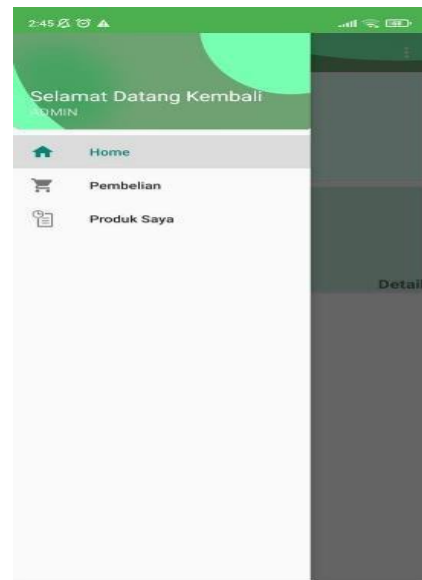 2:45
Selamat Datang Kembali
ADMIN
Home
Pembelian
Produk Saya
Detail